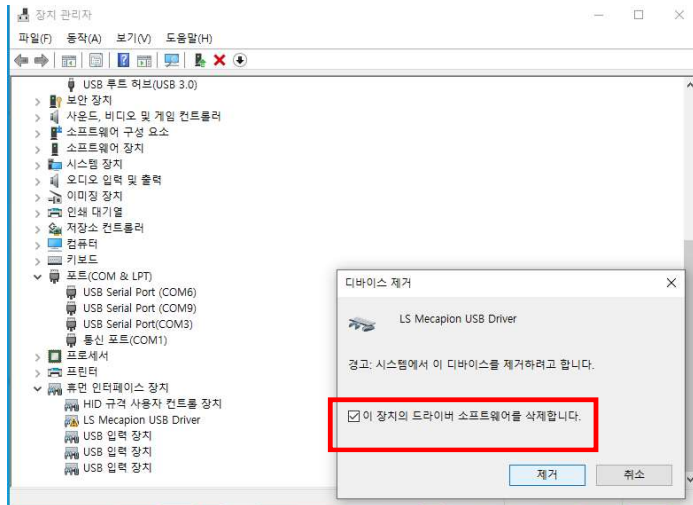 장치 관리자
파일(F) 동작(A) 보기(V) 도움말(H)
USB 루트 허브(USB 3.0)
보안 장치
사운드, 비디오 및 게임 컨트롤러
소프트웨어 구성 요소
소프트웨어 장치
시스템 장치
오디오 입력 및 출력
이미징 장치
인쇄 대기열
저장소 컨트롤러
컴퓨터
키보드
포트(COM & LPT)
USB Serial Port (COM6)
USB Serial Port (COM9)
USB Serial Port(COM3)
통신 포트(COM1)
프로세서
프린터
휴먼 인터페이스 장치
HID 규격 사용자 컨트롤 장치
LS Mecapion USB Driver
USB 입력 장치
USB 입력 장치
USB 입력 장치
디바이스 제거
LS Mecapion USB Driver
경고: 시스템에서 이 디바이스를 제거하려고 합니다.
이 장치의 드라이버 소프트웨어를 삭제합니다.
제거 취소